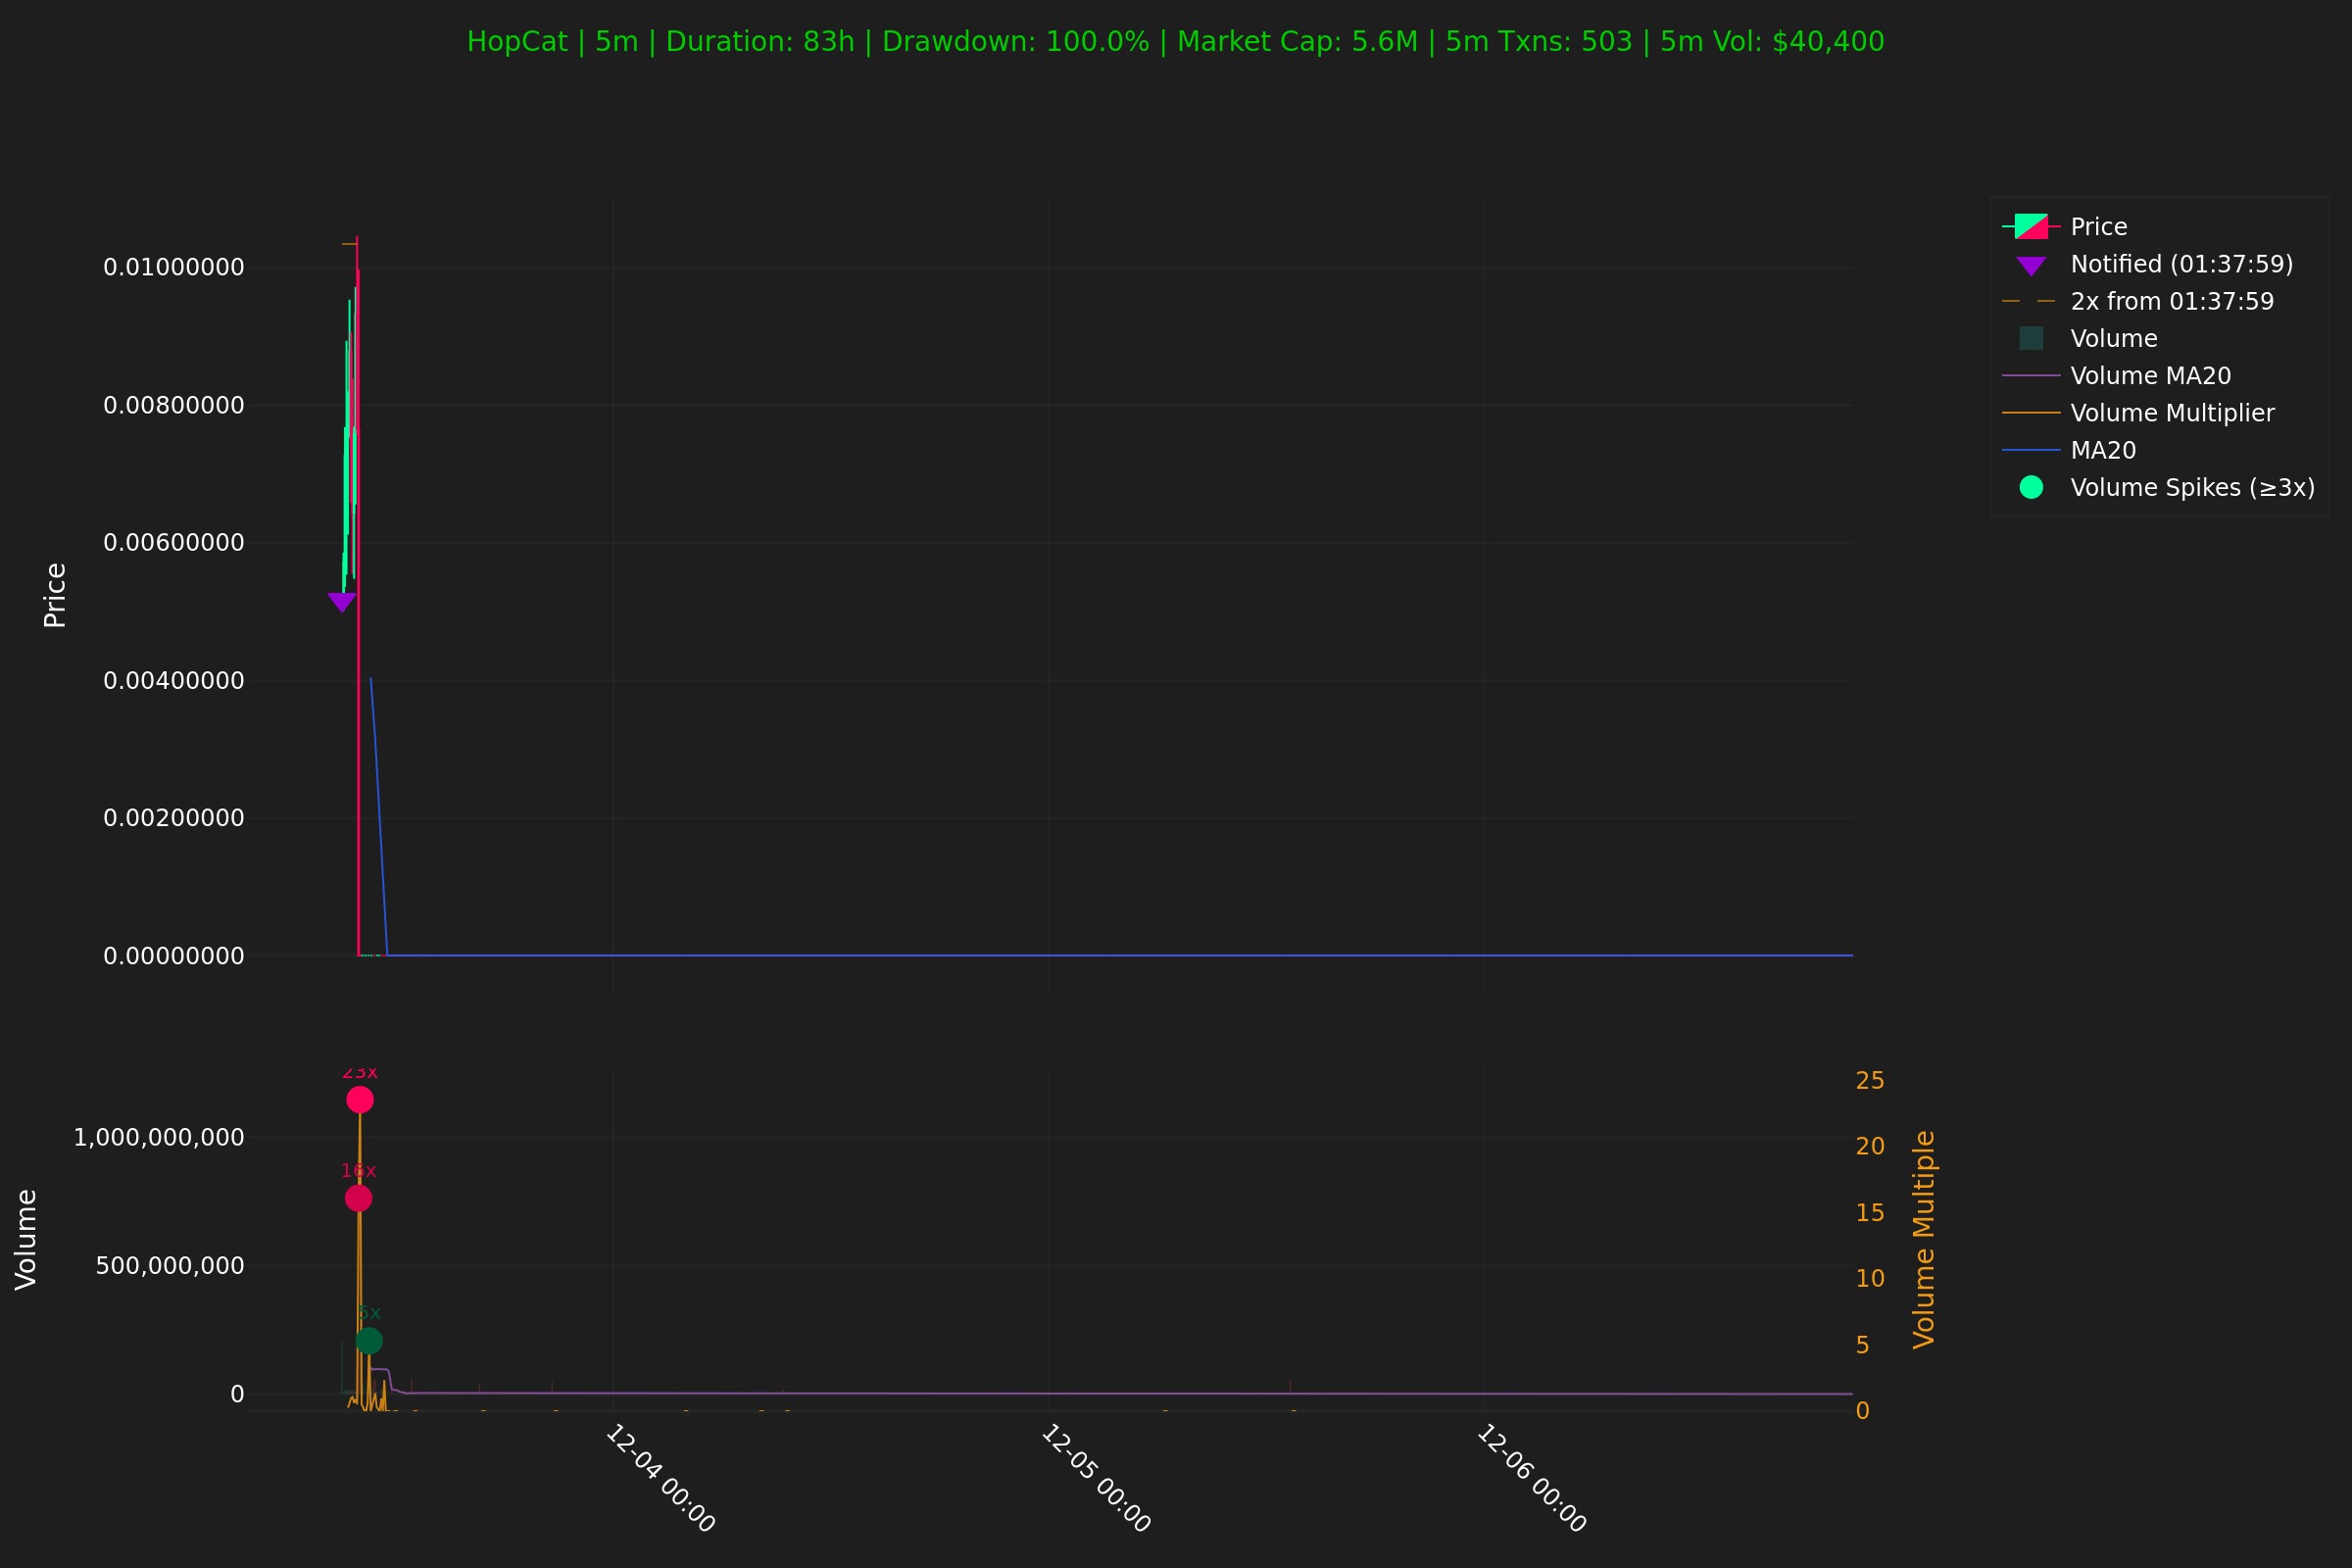 HopCat | 5m | Duration: 83h | Drawdown: 100.0% | Market Cap: 5.6M | 5m Txns: 503 | 5m Vol: $40,400
Price
0.01000000
0.00800000
0.00600000
0.00400000
0.00200000
0.00000000
Price
Notified (01:37:59)
2x from 01:37:59
Volume
Volume MA20
Volume Multiplier
MA20
Volume Spikes (≥3x)
Volume
1,000,000,000
500,000,000
0
23x
16x
5x
25
20
15
10
5
0
Volume Multiple
12-04 00:00
12-05 00:00
12-06 00:00